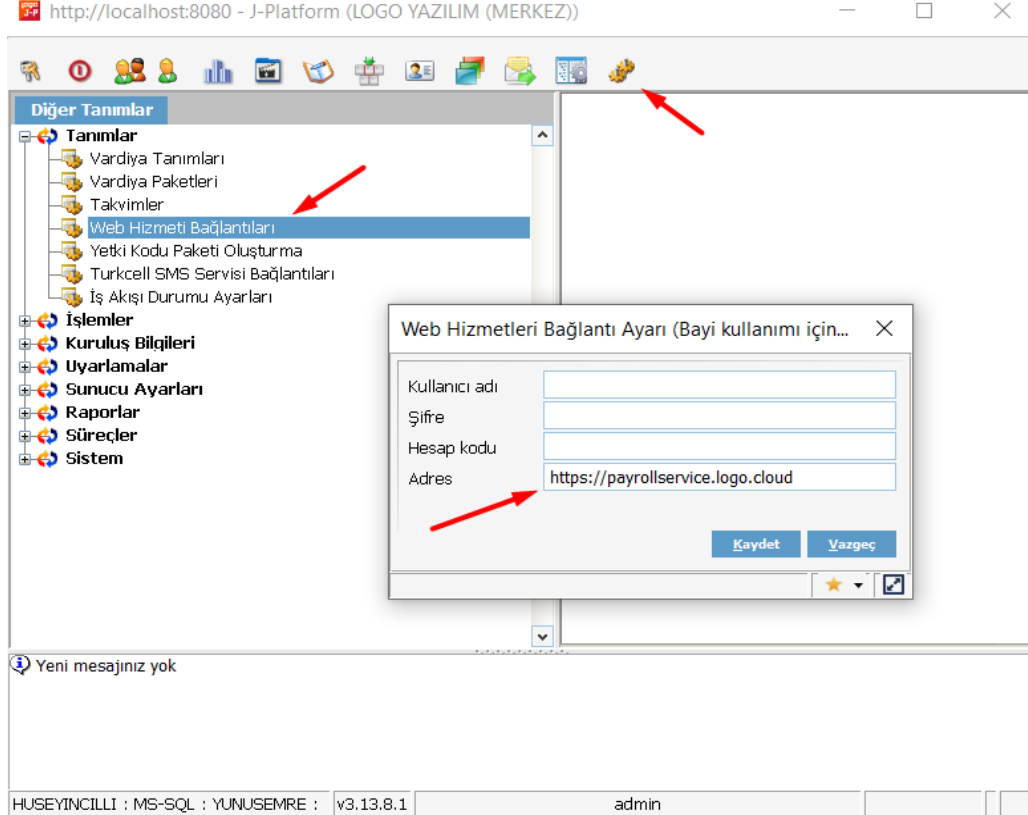 http://localhost:8080 - J-Platform (LOGO YAZILIM (MERKEZ))
Diğer Tanımlar
Tanımlar
Vardiya Tanımları
Vardiya Paketleri
Takvimler
Web Hizmeti Bağlantıları
Yetki Kodu Paketi Oluşturma
Turkcell SMS Servisi Bağlantıları
İş Akışı Durumu Ayarları
İşlemler
Kuruluş Bilgileri
Uyarlamalar
Sunucu Ayarları
Raporlar
Süreçler
Sistem
Web Hizmetleri Bağlantı Ayarı (Bayi kullanımı için...
Kullanıcı adı
Şifre
Hesap kodu
Adres https://payrollservice.logo.cloud
Kaydet Vazgeç
Yeni mesajınız yok
HUSEYINCILLI : MS-SQL : YUNUSEMRE : v3.13.8.1 admin